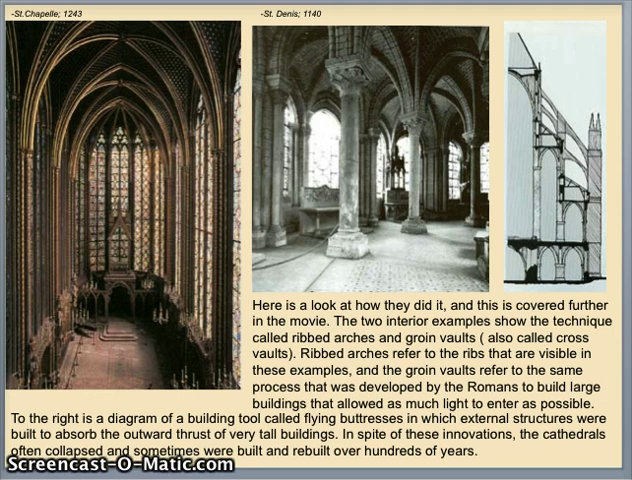 -St.Chapelle; 1243
-St. Denis; 1140
Here is a look at how they did it, and this is covered further
in the movie. The two interior examples show the technique
called ribbed arches and groin vaults ( also called cross
vaults). Ribbed arches refer to the ribs that are visible in
these examples, and the groin vaults refer to the same
process that was developed by the Romans to build large
buildings that allowed as much light to enter as possible.
To the right is a diagram of a building tool called flying buttresses in which external structures were
built to absorb the outward thrust of very tall buildings. In spite of these innovations, the cathedrals
often collapsed and sometimes were built and rebuilt over hundreds of years.
Screencast-O-Matic.com